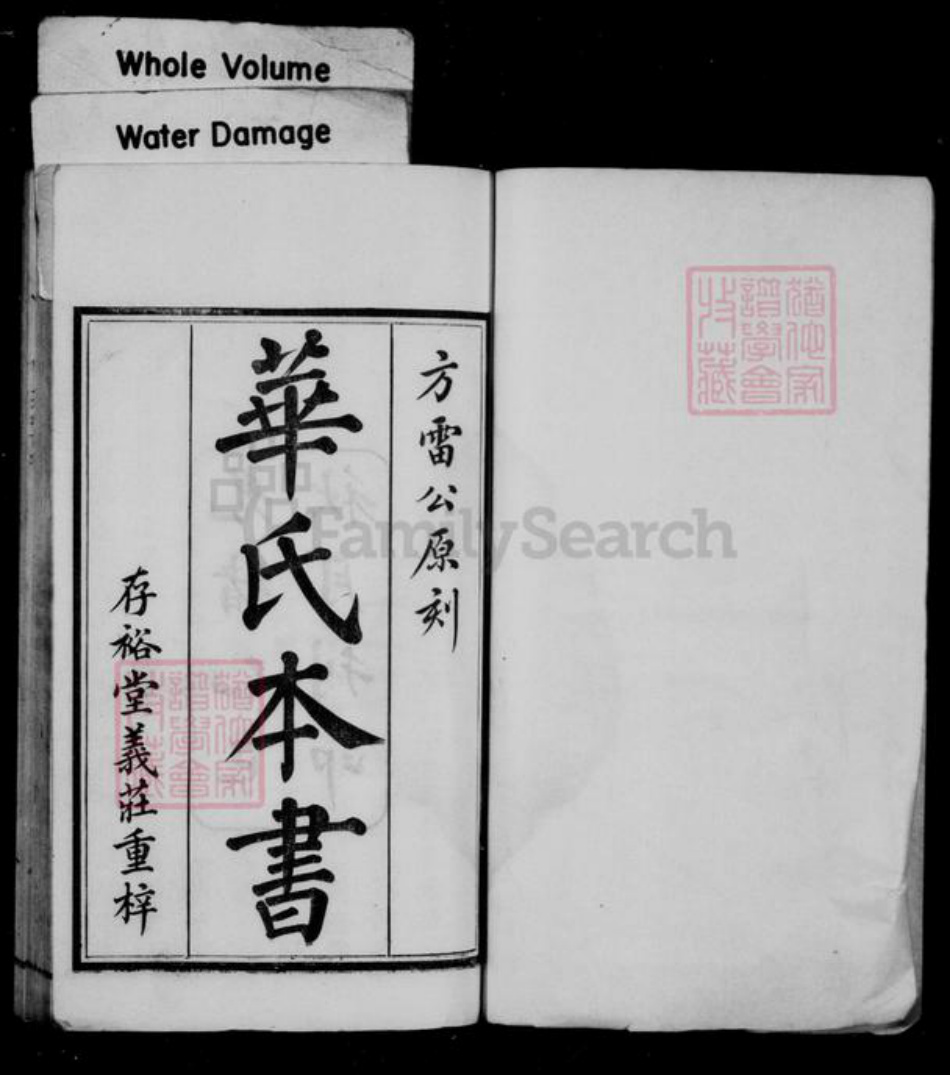 Whole Volume
Water Damage
方雷公原刻
華氏本書
存裕堂義莊重梓
FamilySearch